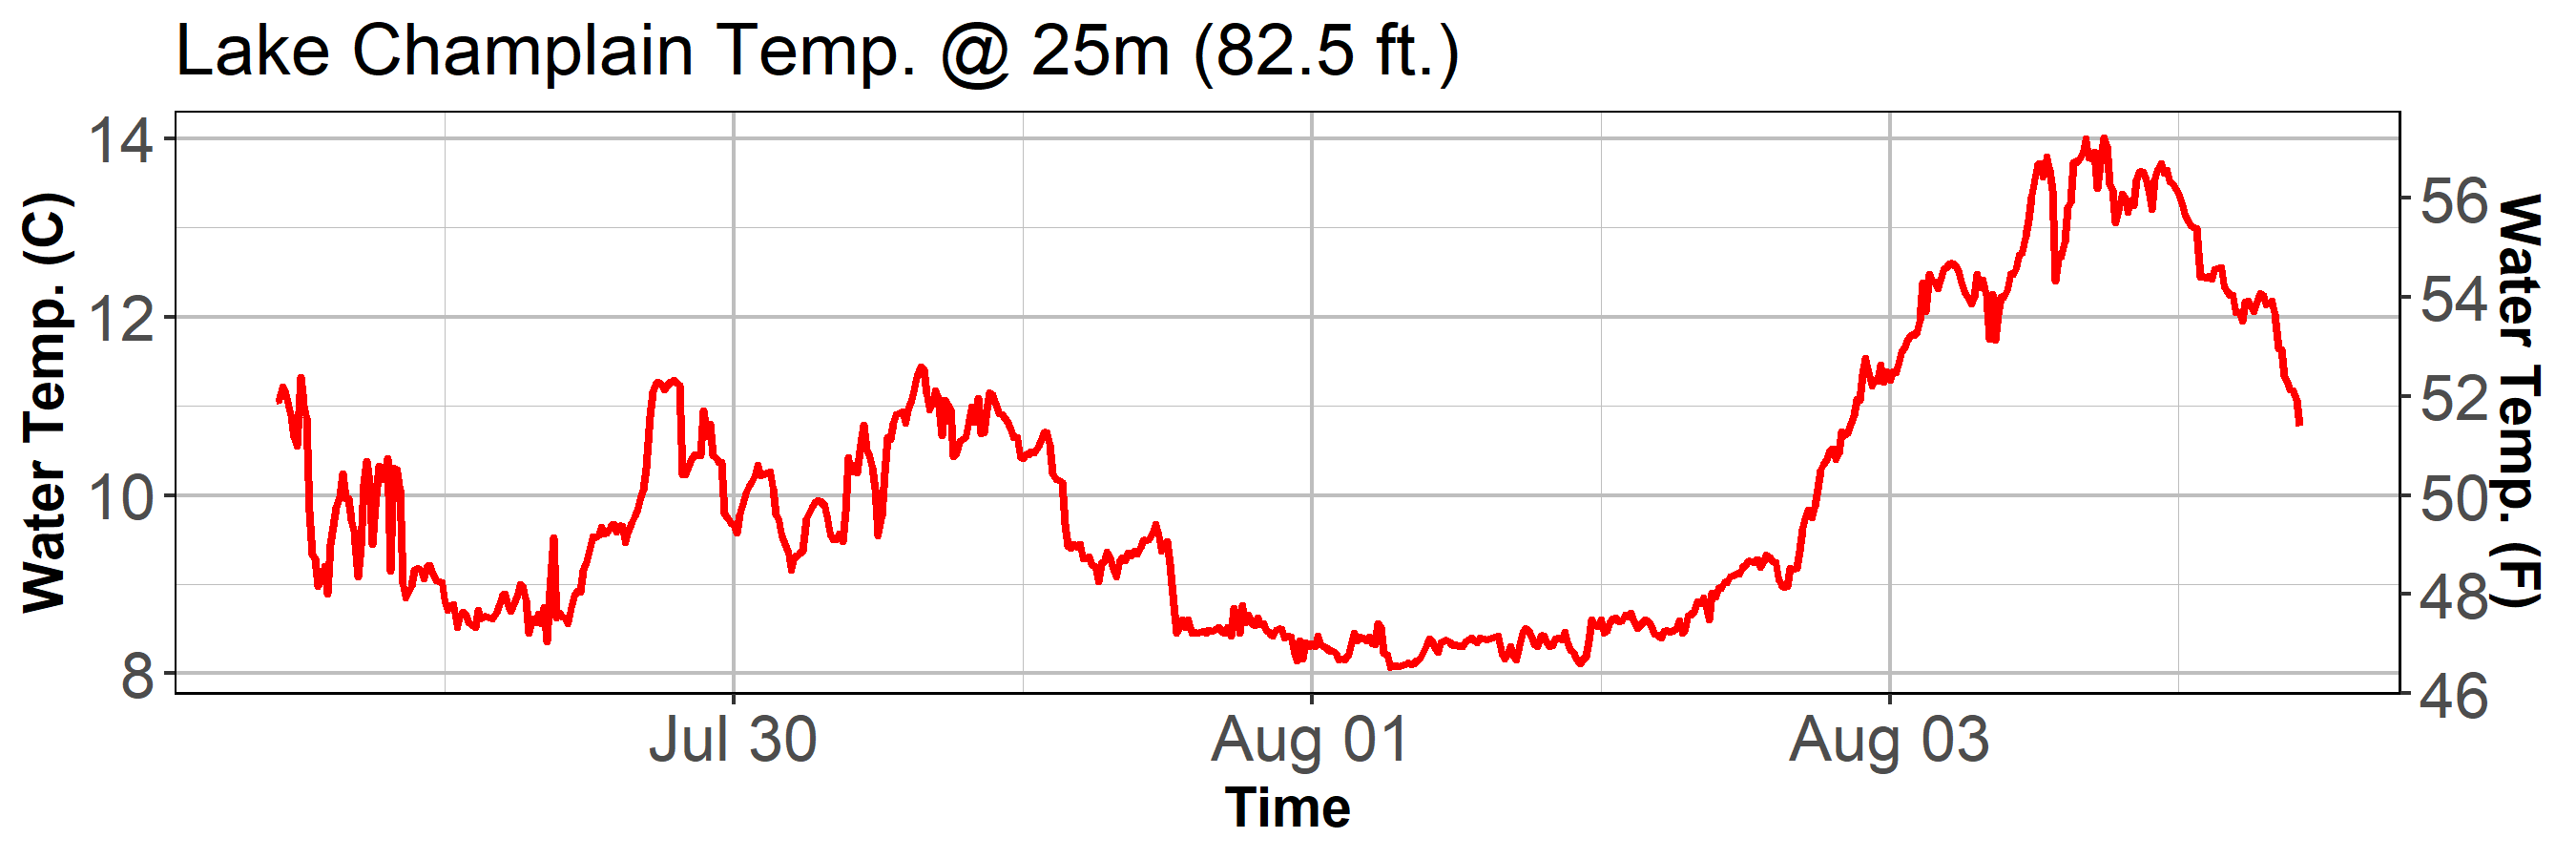 Lake Champlain Temp. @ 25m (82.5 ft.)
Water Temp. (C)
14
12
10
8
56
54
52
50
48
46
Water Temp. (F)
Jul 30
Aug 01
Aug 03
Time